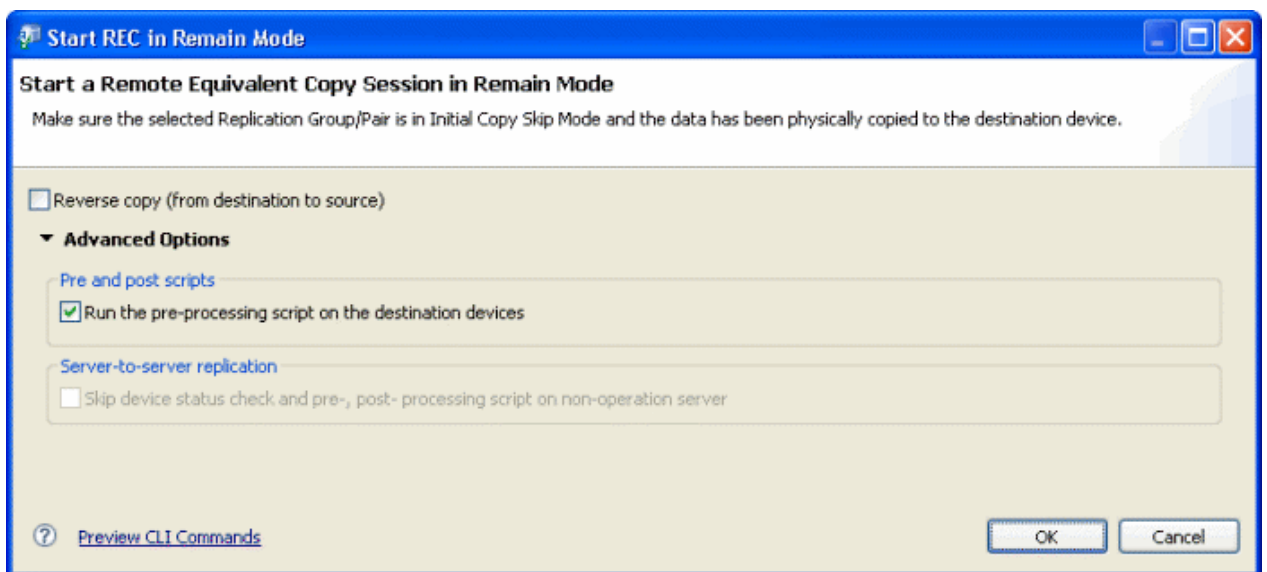 Start REC in Remain Mode
Start a Remote Equivalent Copy Session in Remain Mode
Make sure the selected Replication Group/Pair is in Initial Copy Skip Mode and the data has been physically copied to the destination device.
Reverse copy (from destination to source)
Advanced Options
Pre and post scripts
Run the pre-processing script on the destination devices
Server-to-server replication
Skip device status check and pre-, post- processing script on non-operation server
? Preview CLI Commands OK Cancel